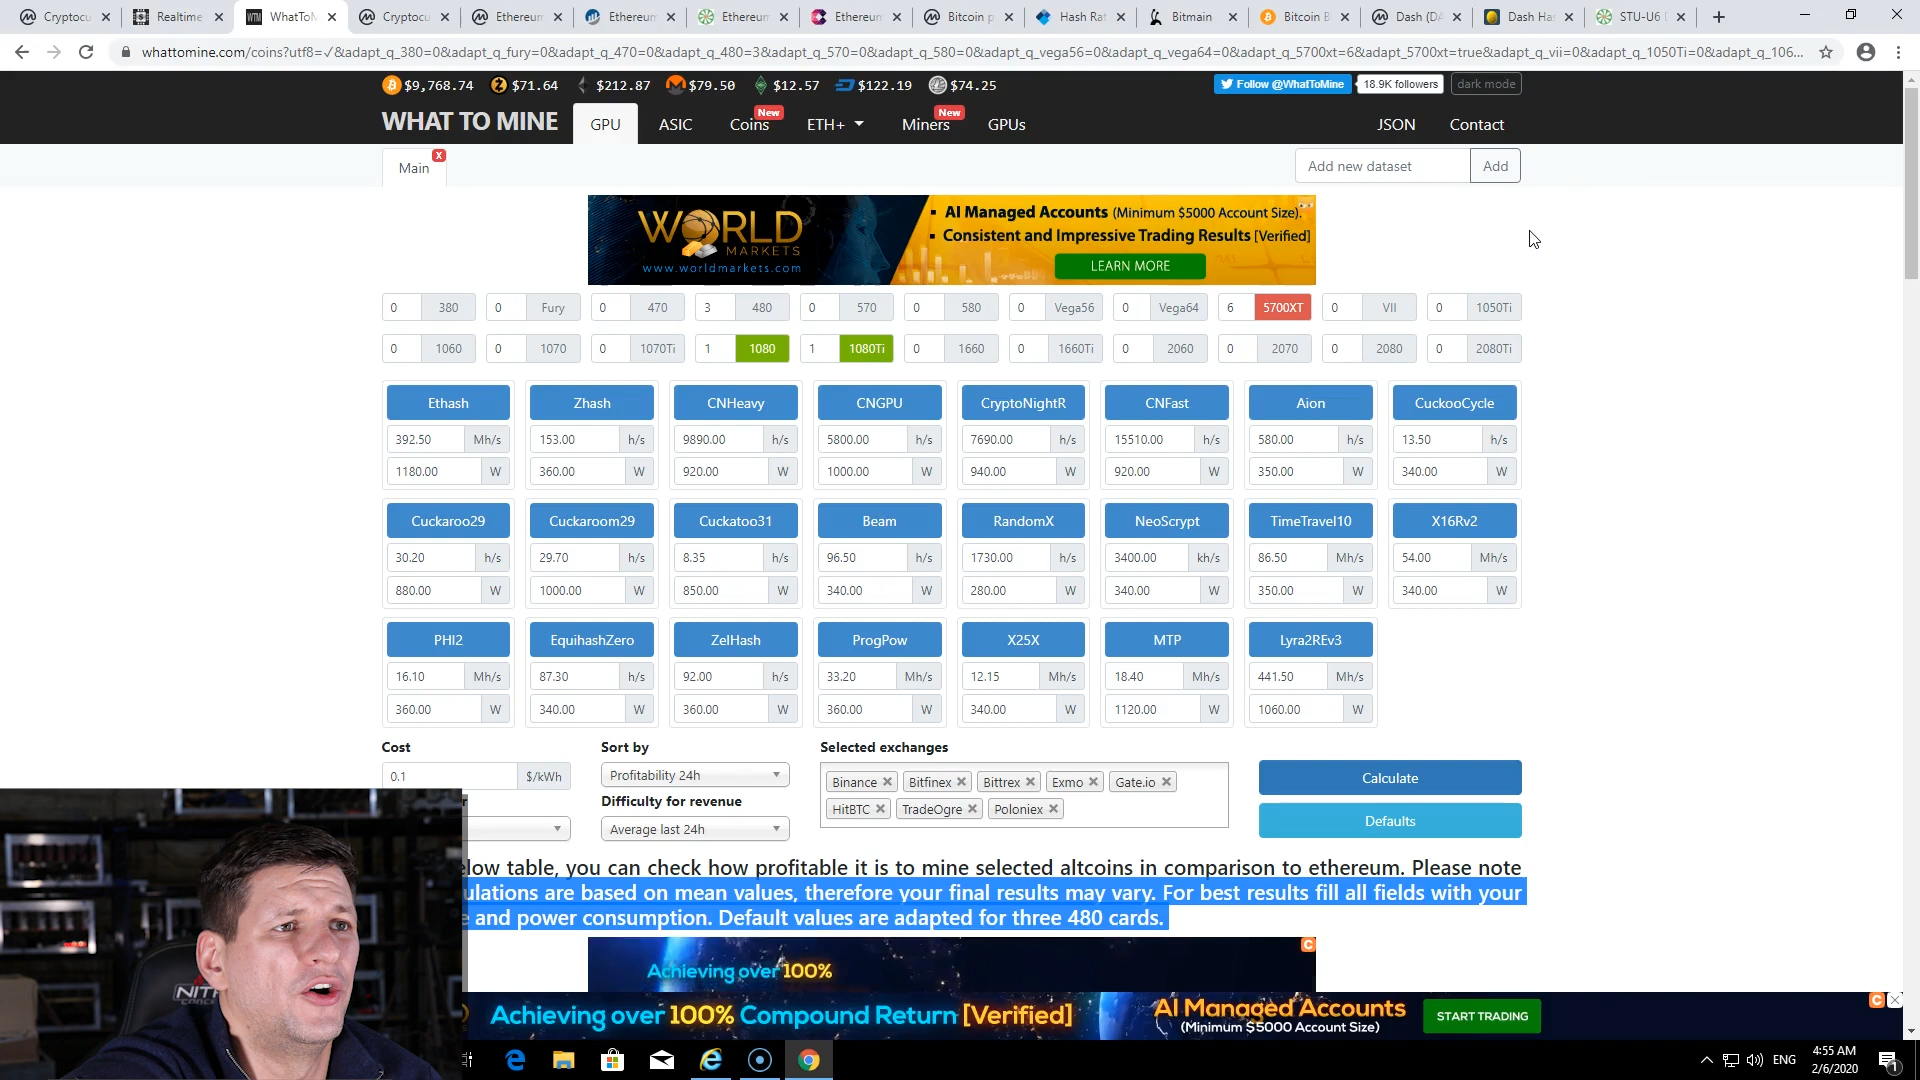 Cryptocu
Realtime
WhatToM
Cryptocu
Ethereum
Ethereum
Ethereum
Ethereum
Bitcoin p
Hash Rat
Bitmain
Bitcoin B
Dash (DA
Dash Ha
STU-U6
whattomine.com/coins?utf8=✓&adapt_q_380=0&adapt_q_fury=0&adapt_q_470=0&adapt_q_480=3&adapt_q_570=0&adapt_q_580=0&adapt_q_vega56=0&adapt_q_vega64=0&adapt_q_5700xt=6&adapt_5700xt=true&adapt_q_vii=0&adapt_q_1050Ti=0&adapt_q_106...
$9,768.74 $71.64 $212.87 $79.50 $12.57 $122.19 $74.25
Follow @WhatToMine 18.9K followers dark mode
WHAT TO MINE GPU ASIC Coins New ETH+ Miners New GPUs JSON Contact
Main x Add new dataset Add
WORLD
MARKETS
www.worldmarkets.com
AI Managed Accounts (Minimum $5000 Account Size).
Consistent and Impressive Trading Results [Verified]
LEARN MORE
0 380 0 Fury 0 470 3 480 0 570 0 580 0 Vega56 0 Vega64 6 5700XT 0 VII 0 1050Ti
0 1060 0 1070 0 1070Ti 1 1080 1 1080Ti 0 1660 0 1660Ti 0 2060 0 2070 0 2080 0 2080Ti
Ethash Zhash CNHeavy CNGPU CryptoNightR CNFast Aion CuckooCycle
392.50 Mh/s 153.00 h/s 9890.00 h/s 5800.00 h/s 7690.00 h/s 15510.00 h/s 580.00 h/s 13.50 h/s
1180.00 W 360.00 W 920.00 W 1000.00 W 940.00 W 920.00 W 350.00 W 340.00 W
Cuckaroo29 Cuckaroom29 Cuckatoo31 Beam RandomX NeoScrypt TimeTravel10 X16Rv2
30.20 h/s 29.70 h/s 8.35 h/s 96.50 h/s 1730.00 h/s 3400.00 kh/s 86.50 Mh/s 54.00 Mh/s
880.00 W 1000.00 W 850.00 W 340.00 W 280.00 W 340.00 W 350.00 W 340.00 W
PHI2 EquihashZero ZelHash ProgPow X25X MTP Lyra2REv3
16.10 Mh/s 87.30 h/s 92.00 h/s 33.20 Mh/s 12.15 Mh/s 18.40 Mh/s 441.50 Mh/s
360.00 W 340.00 W 360.00 W 360.00 W 340.00 W 1120.00 W 1060.00 W
Cost Sort by Selected exchanges
0.1 $/kWh Profitability 24h Binance Bitfinex Bittrex Exmo Gate.io Calculate
r Difficulty for revenue
Average last 24h HitBTC TradeOgre Poloniex Defaults
elow table, you can check how profitable it is to mine selected altcoins in comparison to ethereum. Please note
ulations are based on mean values, therefore your final results may vary. For best results fill all fields with your
e and power consumption. Default values are adapted for three 480 cards.
Achieving over 100%
Achieving over 100% Compound Return [Verified]
AI Managed Accounts
(Minimum $5000 Account Size)
START TRADING
ENG
4:55 AM
2/6/2020
1